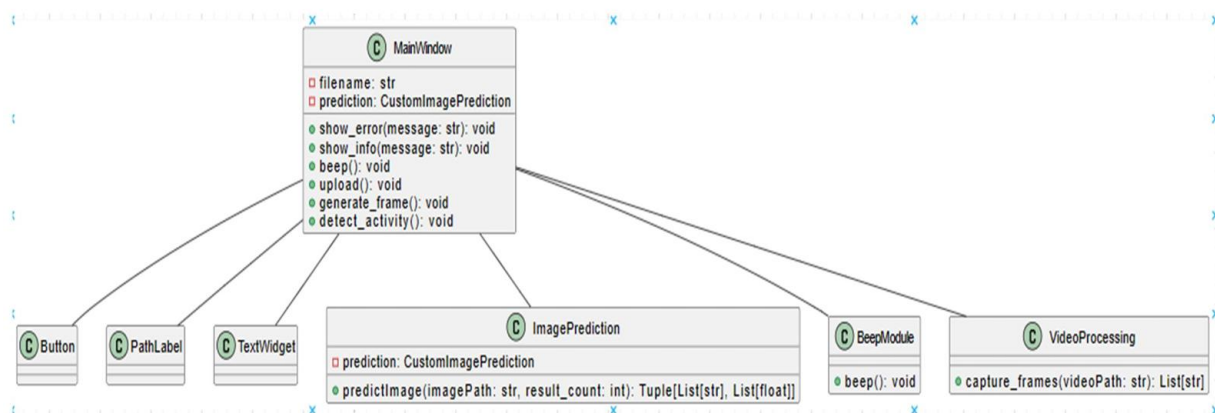 C MainWindow
filename: str
prediction: CustomImagePrediction
show_error(message: str): void
show_info(message: str): void
beep(): void
upload(): void
generate_frame(): void
detect_activity(): void
C Button
C PathLabel
C TextWidget
C ImagePrediction
prediction: CustomImagePrediction
predictImage(imagePath: str, result_count: int): Tuple[List[str], List[float]]
C BeepModule
beep(): void
C VideoProcessing
capture_frames(videoPath: str): List[str]